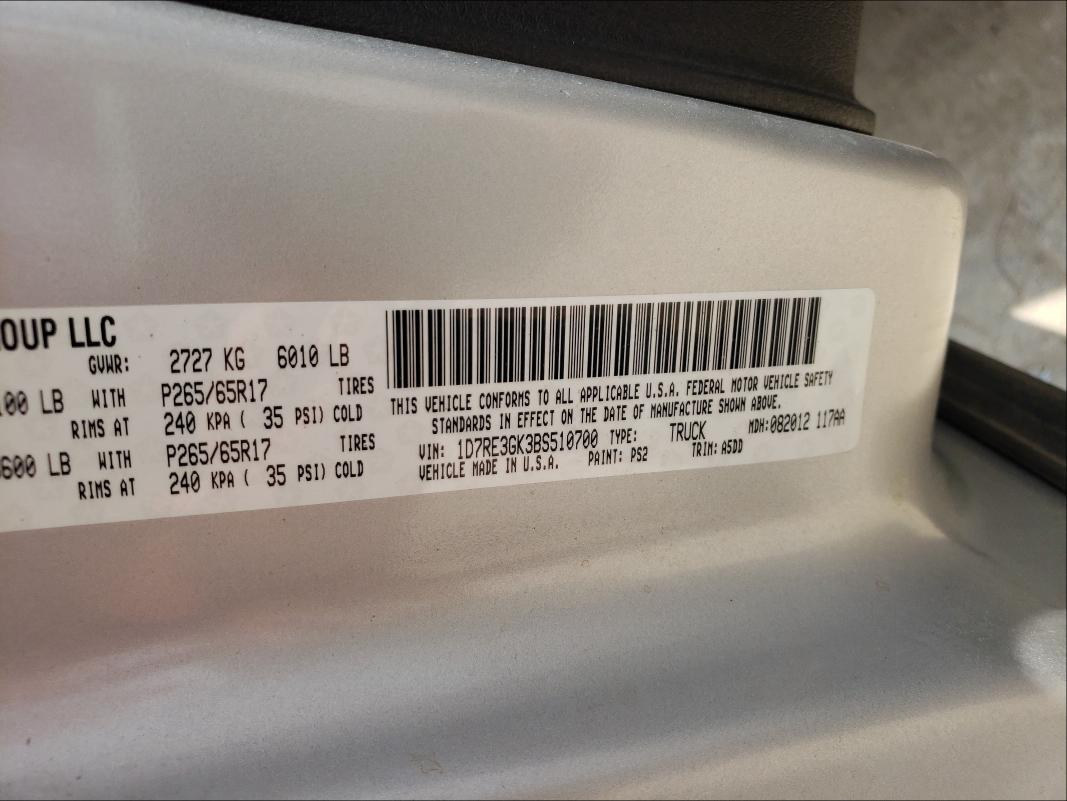 OUP LLC
GVWR: 2727 KG 6010 LB
100 LB WITH P265/65R17 TIRES
RIMS AT 240 KPA ( 35 PSI) COLD
600 LB WITH P265/65R17 TIRES
RIMS AT 240 KPA ( 35 PSI) COLD
THIS VEHICLE CONFORMS TO ALL APPLICABLE U.S.A. FEDERAL MOTOR VEHICLE SAFETY
STANDARDS IN EFFECT ON THE DATE OF MANUFACTURE SHOWN ABOVE.
VIN: 1D7RE3GK3BS510700 TYPE: TRUCK MDH:082012 117AA
VEHICLE MADE IN U.S.A. PAINT: PS2 TRIM: A5DD